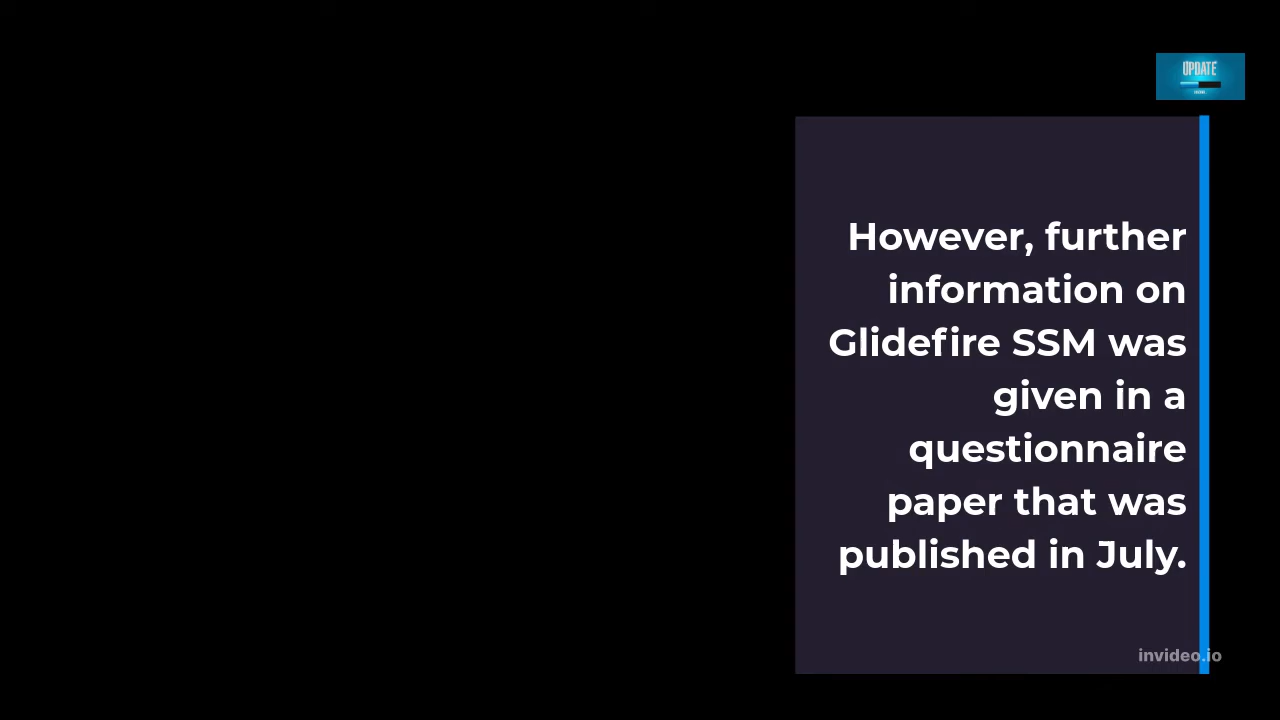 UPDATE
However, further
information on
Glidefire SSM was
given in a
questionnaire
paper that was
published in July.
invideo.io